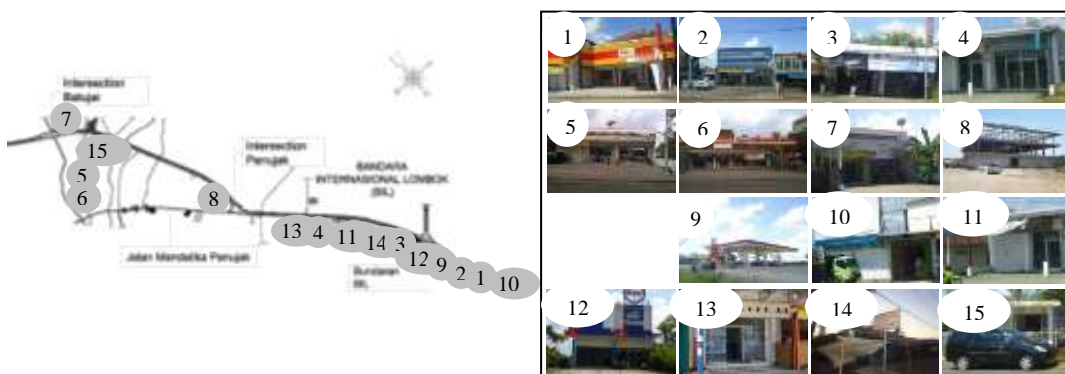 Intersection
Batujai
7
15
5
6
Intersection
Penujak
BANDARA
INTERNASIONAL LOMBOK
(BIL)
8
13 4 11 14 3 12 9 2 1 10
Jalan Mandalika Penujak
Bundaran
BIL
1 2 3 4
5 6 7 8
9 10 11
12 13 14 15